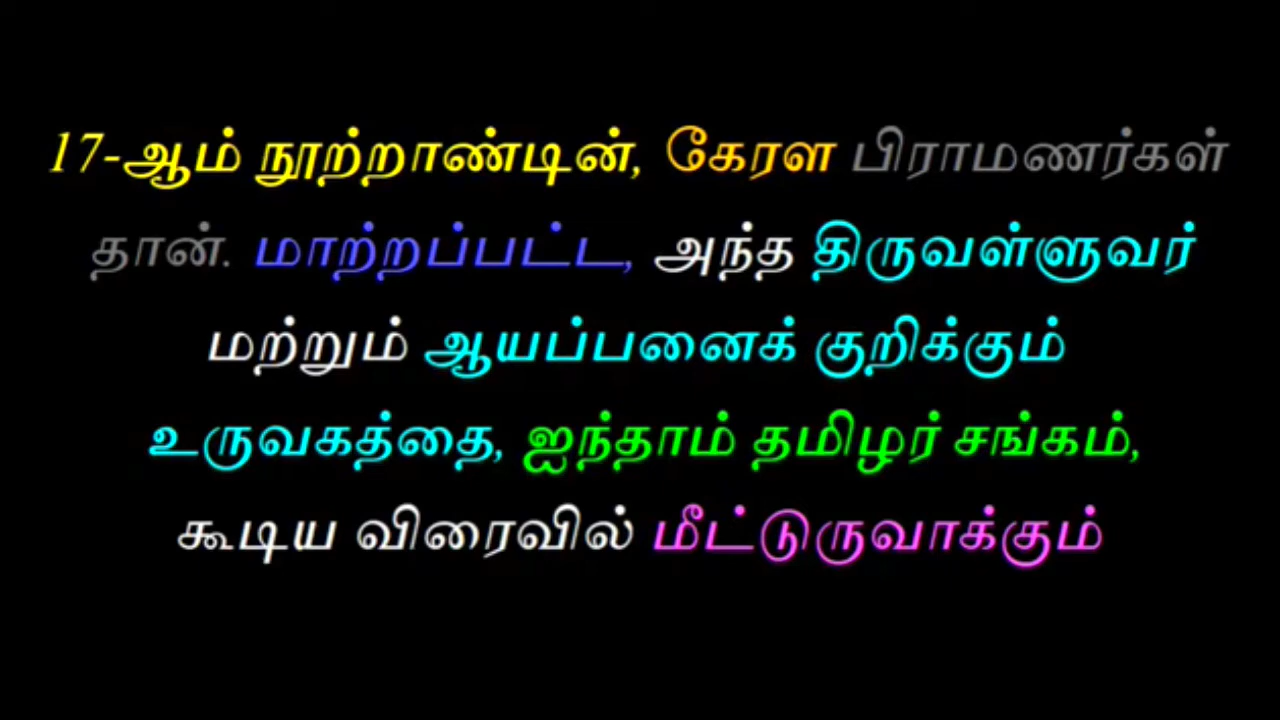 17-ஆம் நூற்றாண்டின், கேரள பிராமணர்கள்
தான். மாற்றப்பட்ட, அந்த திருவள்ளுவர்
மற்றும் ஆயப்பனைக் குறிக்கும்
உருவகத்தை, ஐந்தாம் தமிழர் சங்கம்,
கூடிய விரைவில் மீட்டுருவாக்கும்